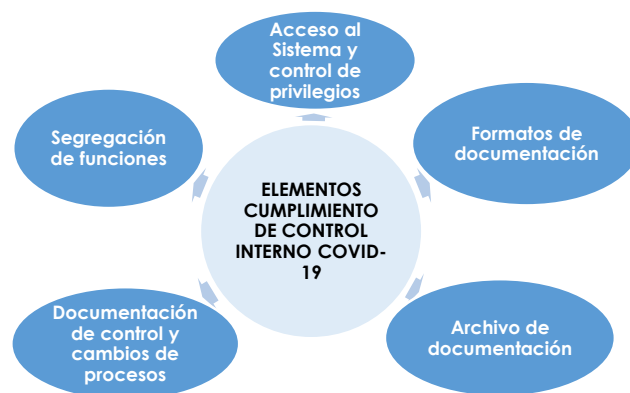 Acceso al
Sistema y
control de
privilegios
Segregación
de funciones
Formatos de
documentación
ELEMENTOS
CUMPLIMIENTO
DE CONTROL
INTERNO COVID-
19
Documentación
de control y
cambios de
procesos
Archivo de
documentación